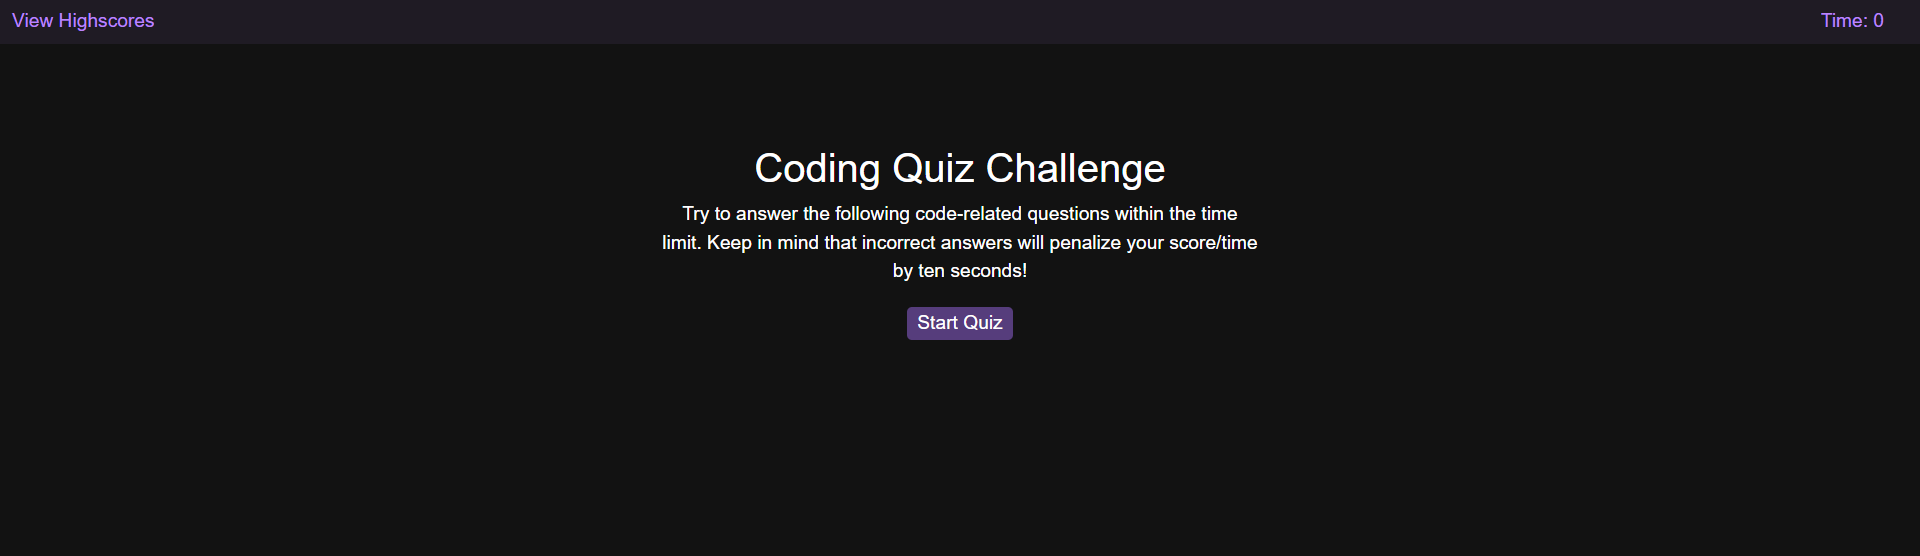 View Highscores
Time: 0
Coding Quiz Challenge
Try to answer the following code-related questions within the time
limit. Keep in mind that incorrect answers will penalize your score/time
by ten seconds!
Start Quiz